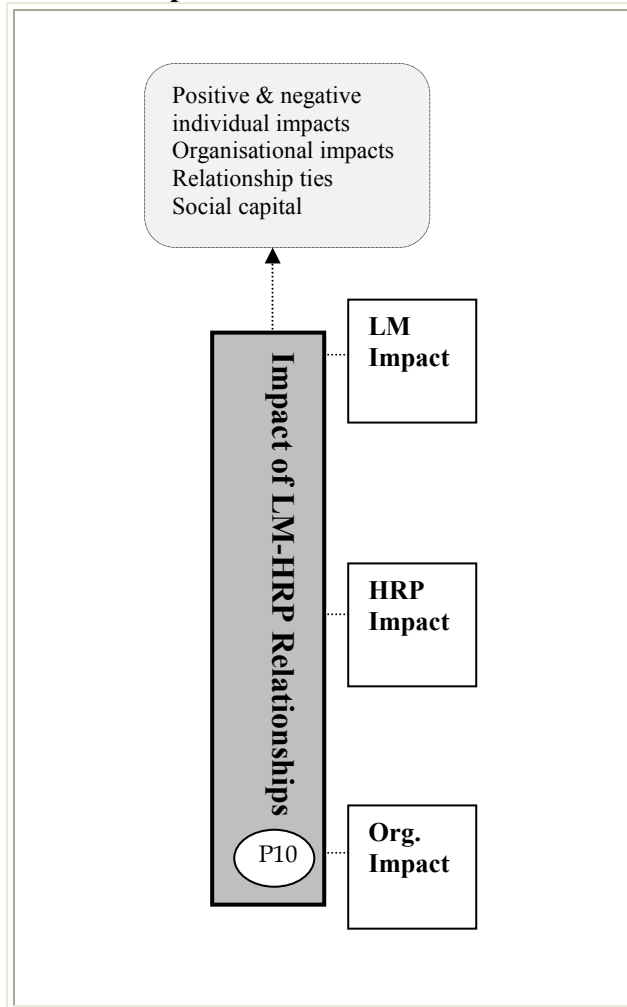 Positive & negative
individual impacts
Organisational impacts
Relationship ties
Social capital
LM
Impact
Impact of LM-HRP Relationships
HRP
Impact
P10
Org.
Impact